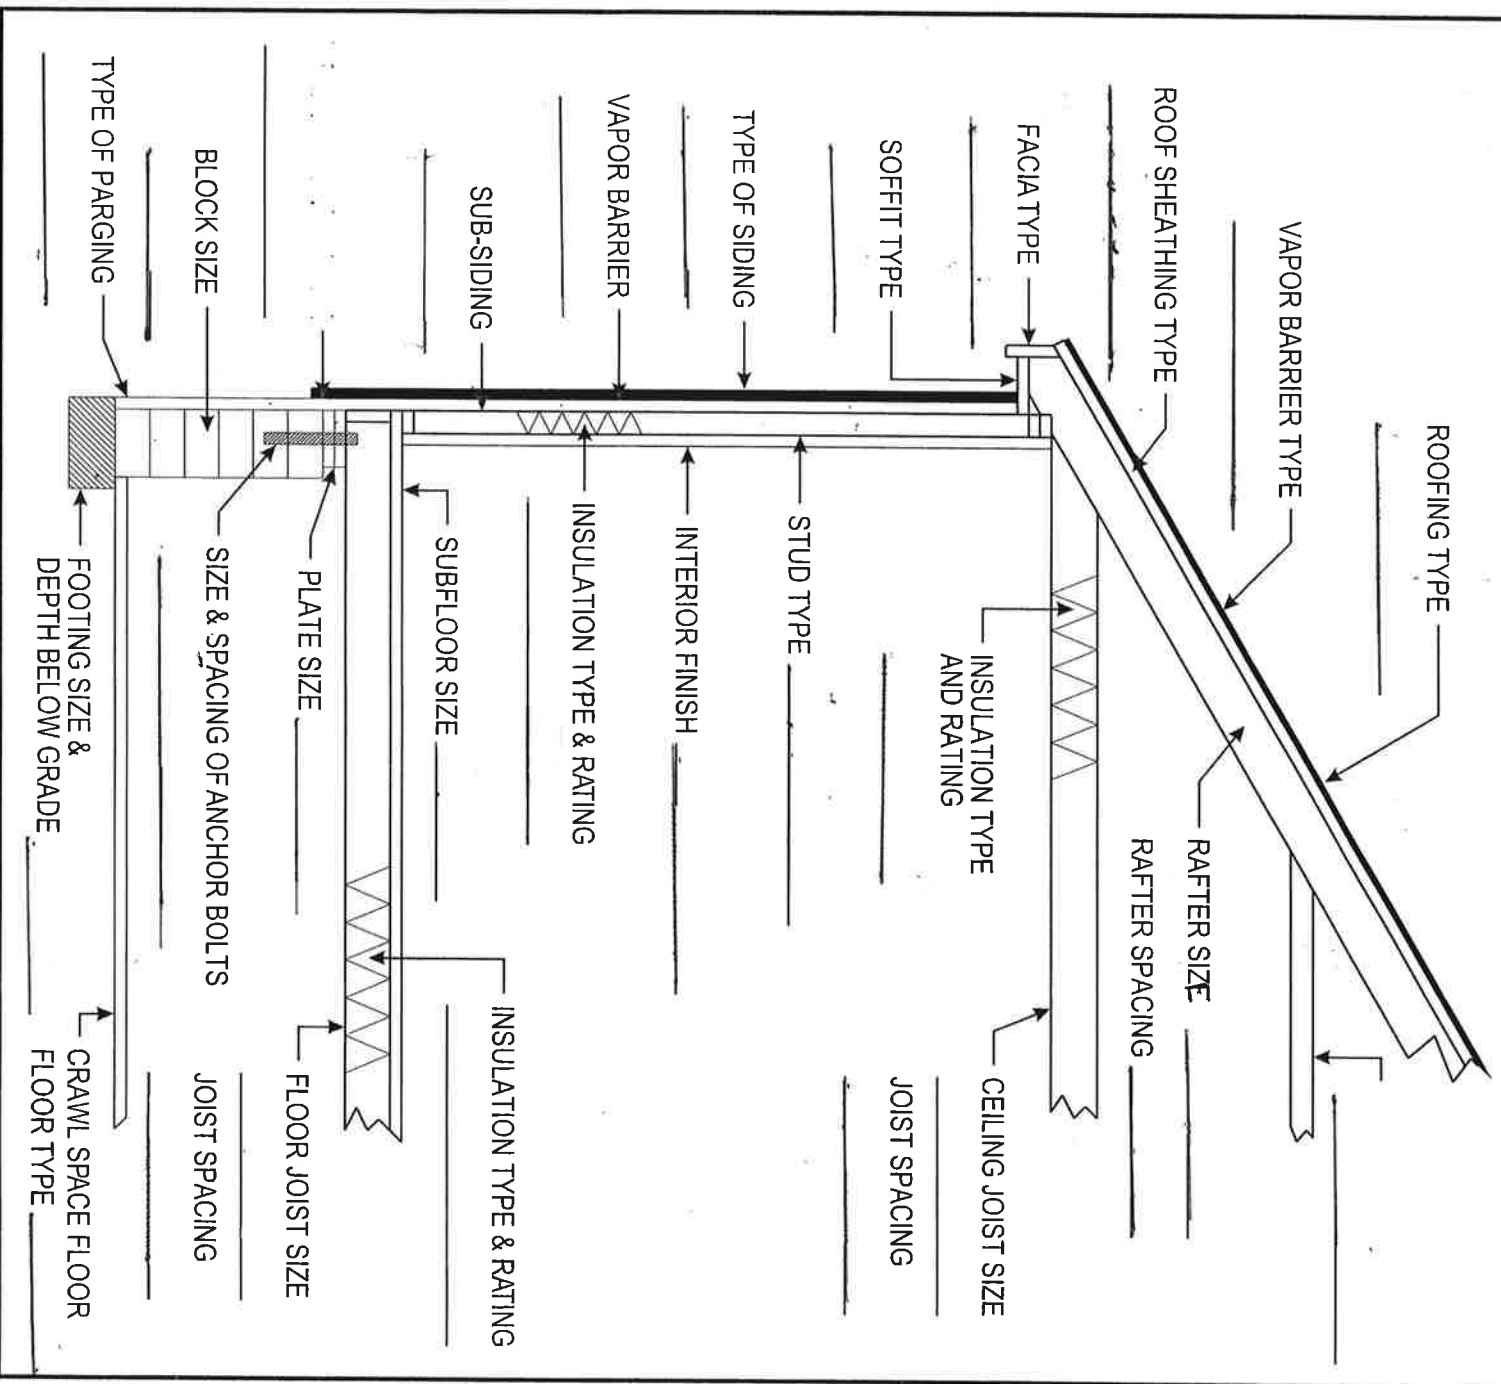 ROOFING TYPE
VAPOR BARRIER TYPE
ROOF SHEATHING TYPE
RAFTER SIZE
RAFTER SPACING
FACIA TYPE
SOFFIT TYPE
INSULATION TYPE
AND RATING
CEILING JOIST SIZE
JOIST SPACING
TYPE OF SIDING
STUD TYPE
VAPOR BARRIER
INTERIOR FINISH
INSULATION TYPE & RATING
SUB-SIDING
SUBFLOOR SIZE
INSULATION TYPE & RATING
PLATE SIZE
FLOOR JOIST SIZE
BLOCK SIZE
SIZE & SPACING OF ANCHOR BOLTS
JOIST SPACING
TYPE OF PARGING
FOOTING SIZE &
DEPTH BELOW GRADE
CRAWL SPACE FLOOR
FLOOR TYPE